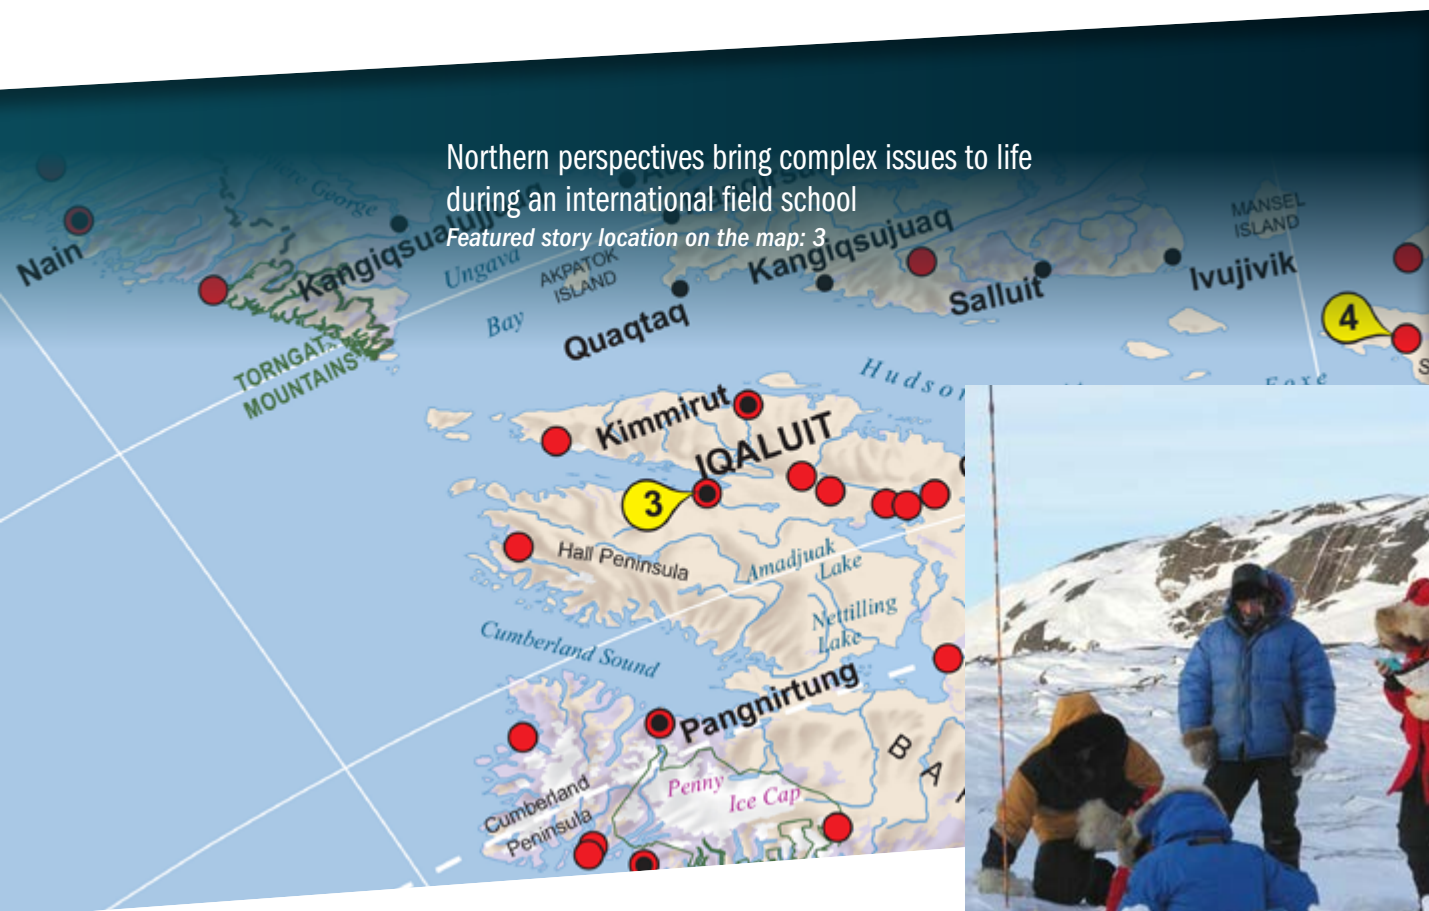 Northern perspectives bring complex issues to life
during an international field school
Featured story location on the map: 3
George
Nain
Kangiqsualujjuaq
Ungava
Bay
AKPATOK
ISLAND
Quaqtaq
Kangiqsujuaq
Salluit
MANSEL
ISLAND
Ivujivik
4
TORNGAT
MOUNTAINS
Hudson
Foxe
Kimmirut
IQALUIT
3
Hall Peninsula
Amadjuak
Lake
Nettilling
Lake
Cumberland Sound
Pangnirtung
Penny
Ice Cap
Cumberland
Peninsula
B A